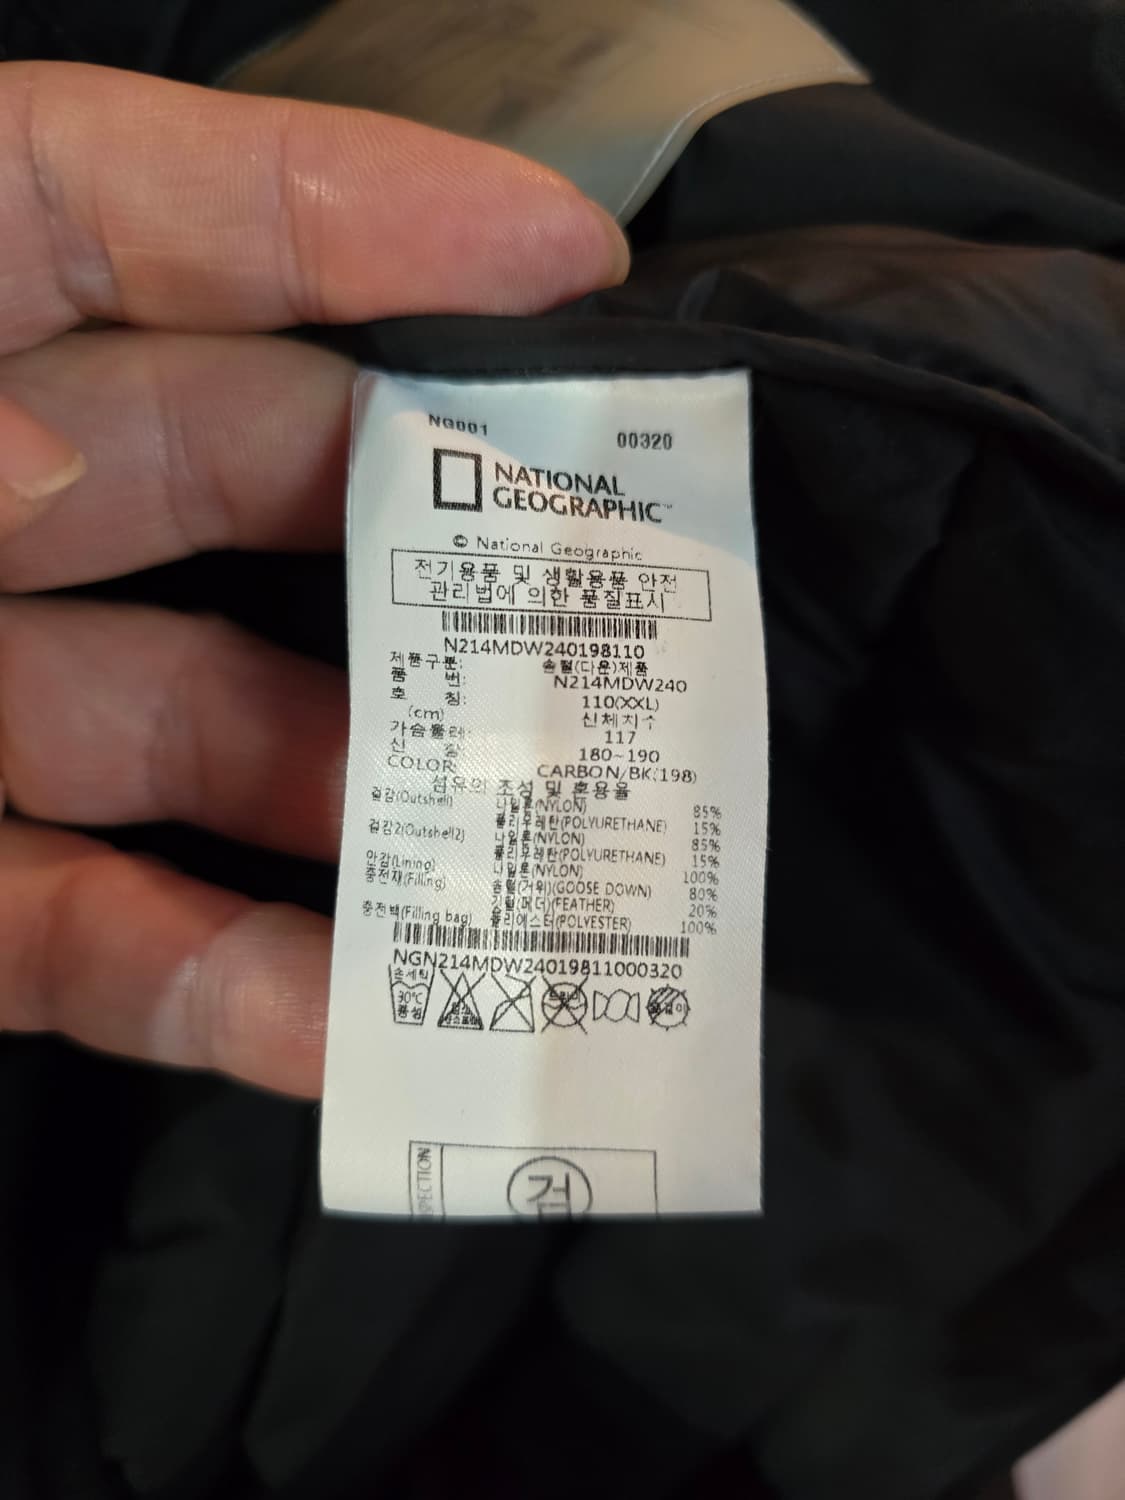 NG001 00320
NATIONAL
GEOGRAPHIC™
© National Geographic
전기용품 및 생활용품 안전
관리법에 의한 품질표시
N214MDW240198110
제품구분: 솜털(다운)제품
품 번: N214MDW240
호 칭: 110(XXL)
(cm) 신체치수
가슴둘레: 117
신 장: 180~190
COLOR: CARBON/BK(198)
섬유의 조성 및 혼용율
겉감(Outshell) 나일론(NYLON) 85%
폴리우레탄(POLYURETHANE) 15%
겉감2(Outshell2) 나일론(NYLON) 85%
폴리우레탄(POLYURETHANE) 15%
안감(Lining) 나일론(NYLON) 100%
충전재(Filling) 솜털(거위)(GOOSE DOWN) 80%
깃털(페더)(FEATHER) 20%
충전백(Filling bag) 폴리에스터(POLYESTER) 100%
NGN214MDW24019811000320
손세탁
30℃
중성
드라이
PECTION
검